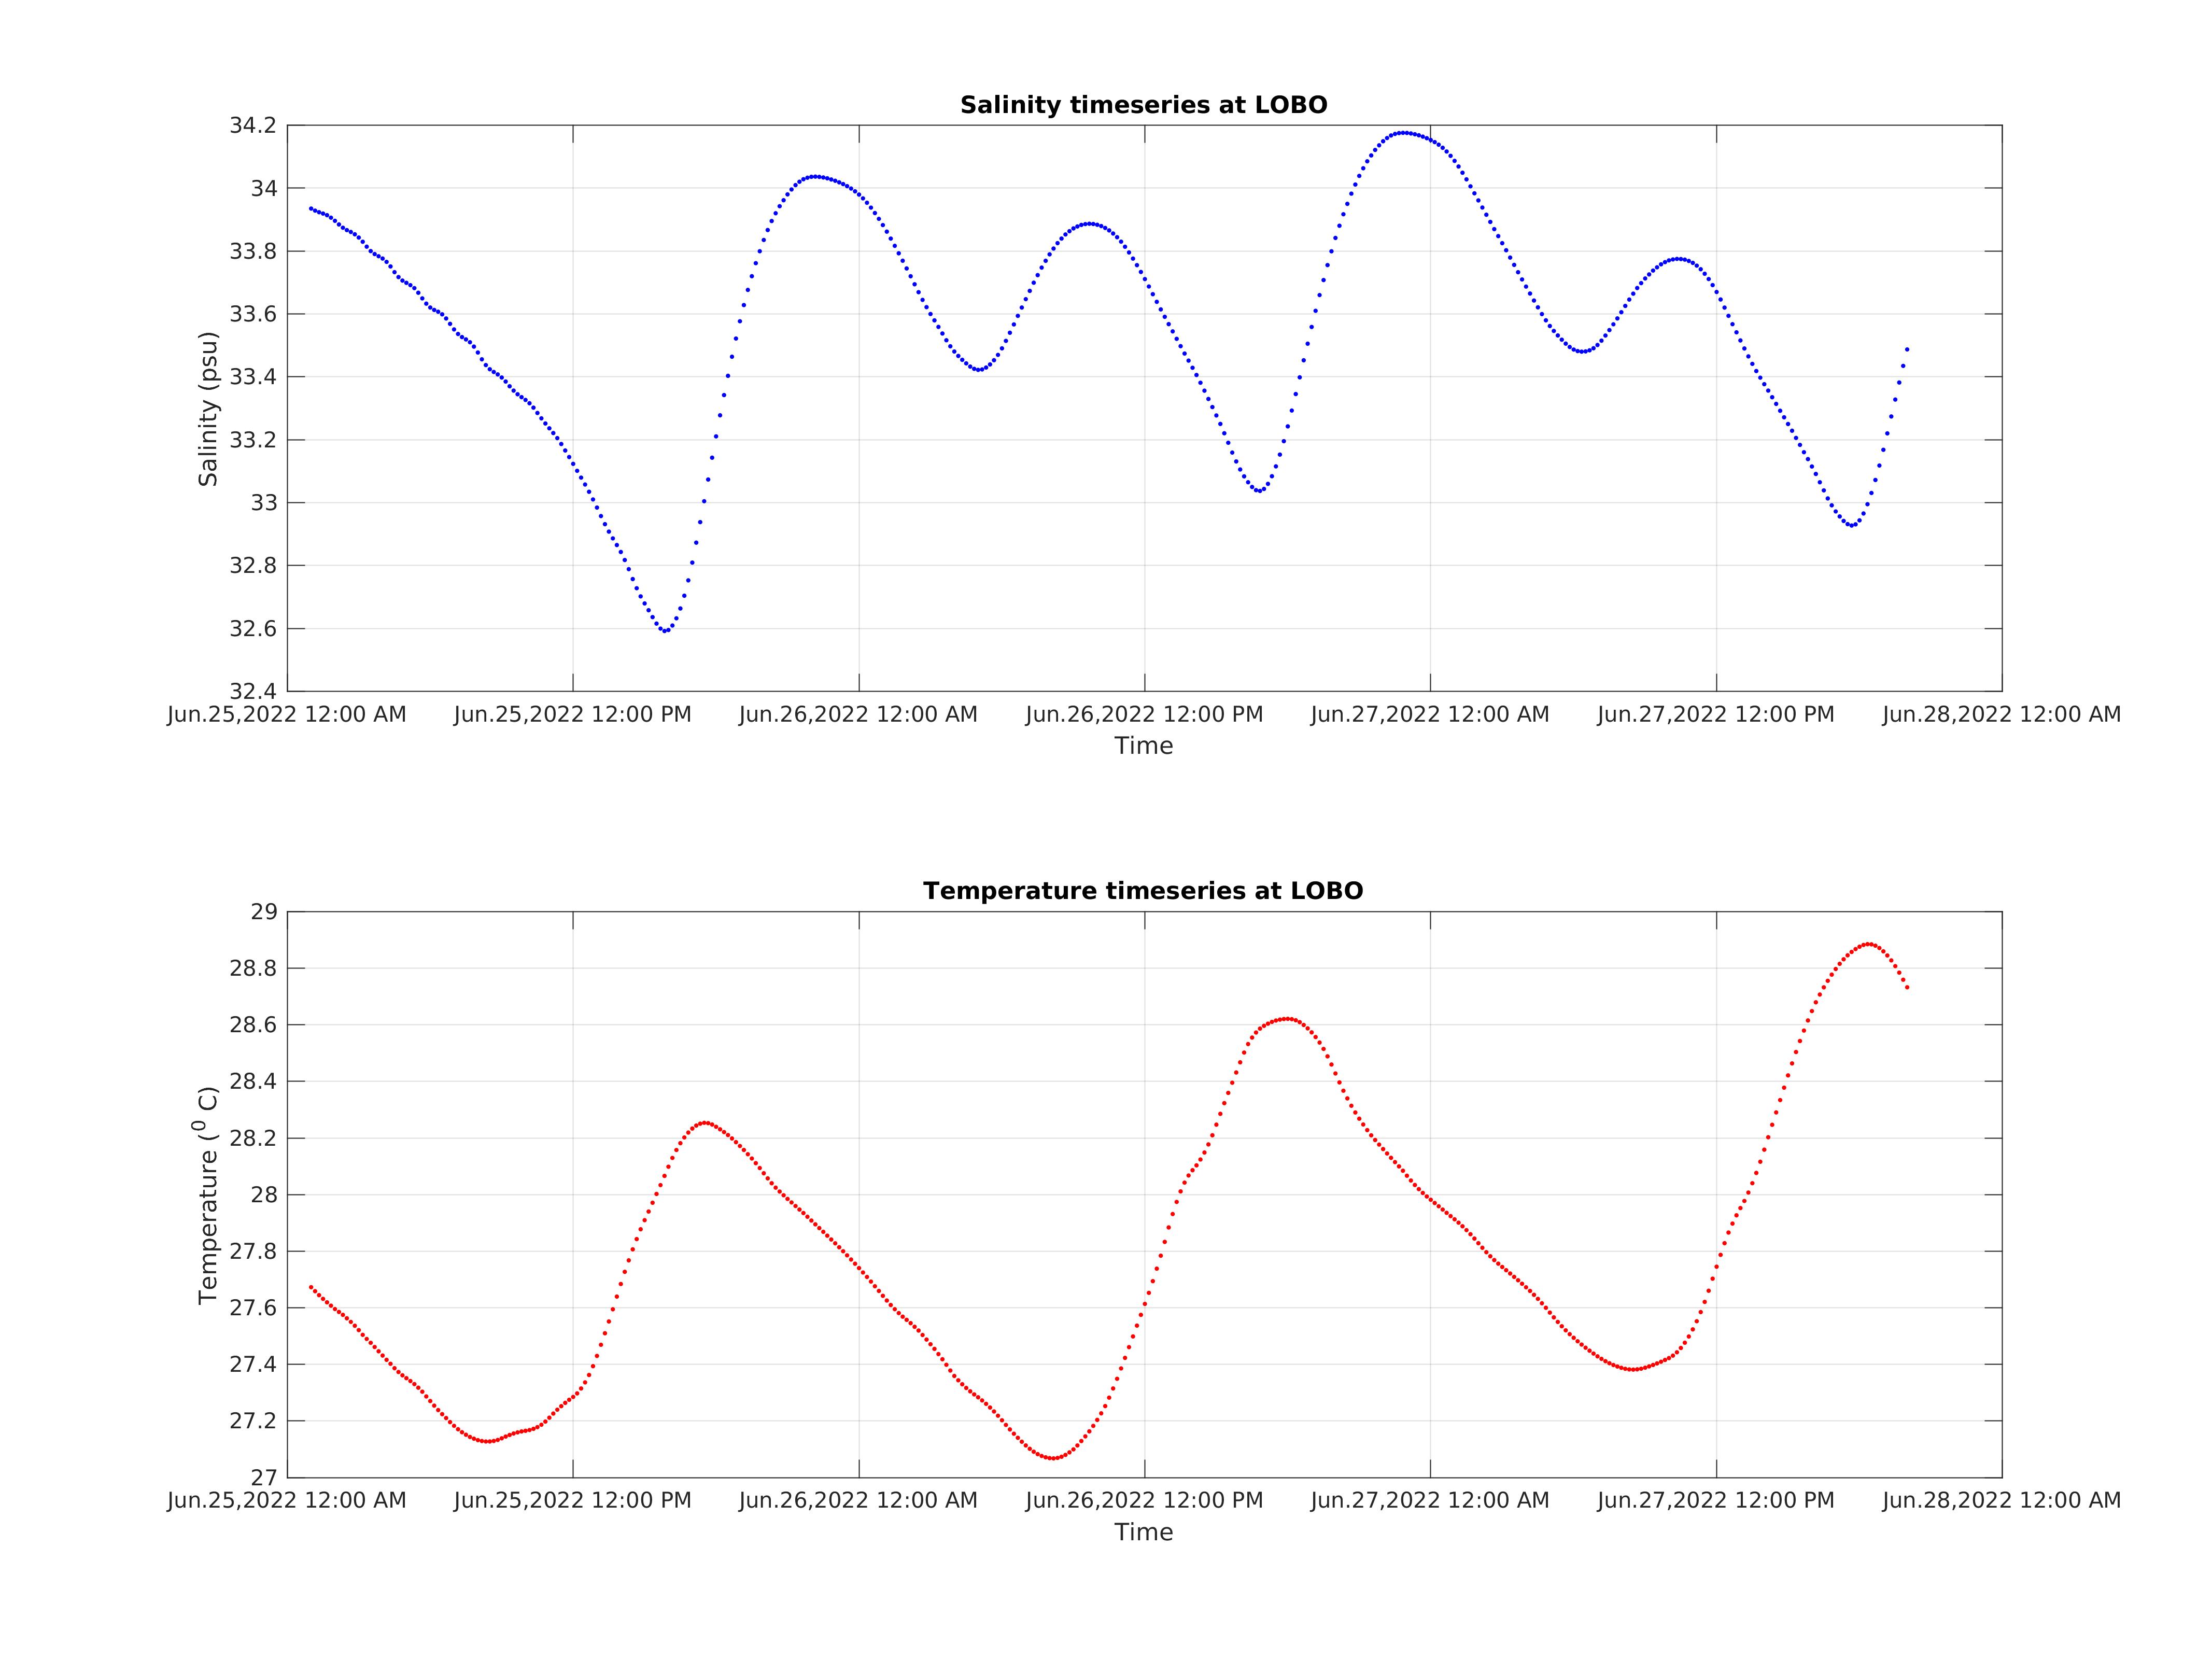 Salinity timeseries at LOBO
34.2
34
33.8
33.6
33.4
33.2
33
32.8
32.6
32.4
Salinity (psu)
Jun.25,2022 12:00 AM Jun.25,2022 12:00 PM Jun.26,2022 12:00 AM Jun.26,2022 12:00 PM Jun.27,2022 12:00 AM Jun.27,2022 12:00 PM Jun.28,2022 12:00 AM
Time
Temperature timeseries at LOBO
29
28.8
28.6
28.4
28.2
28
27.8
27.6
27.4
27.2
27
Temperature (⁰ C)
Jun.25,2022 12:00 AM Jun.25,2022 12:00 PM Jun.26,2022 12:00 AM Jun.26,2022 12:00 PM Jun.27,2022 12:00 AM Jun.27,2022 12:00 PM Jun.28,2022 12:00 AM
Time